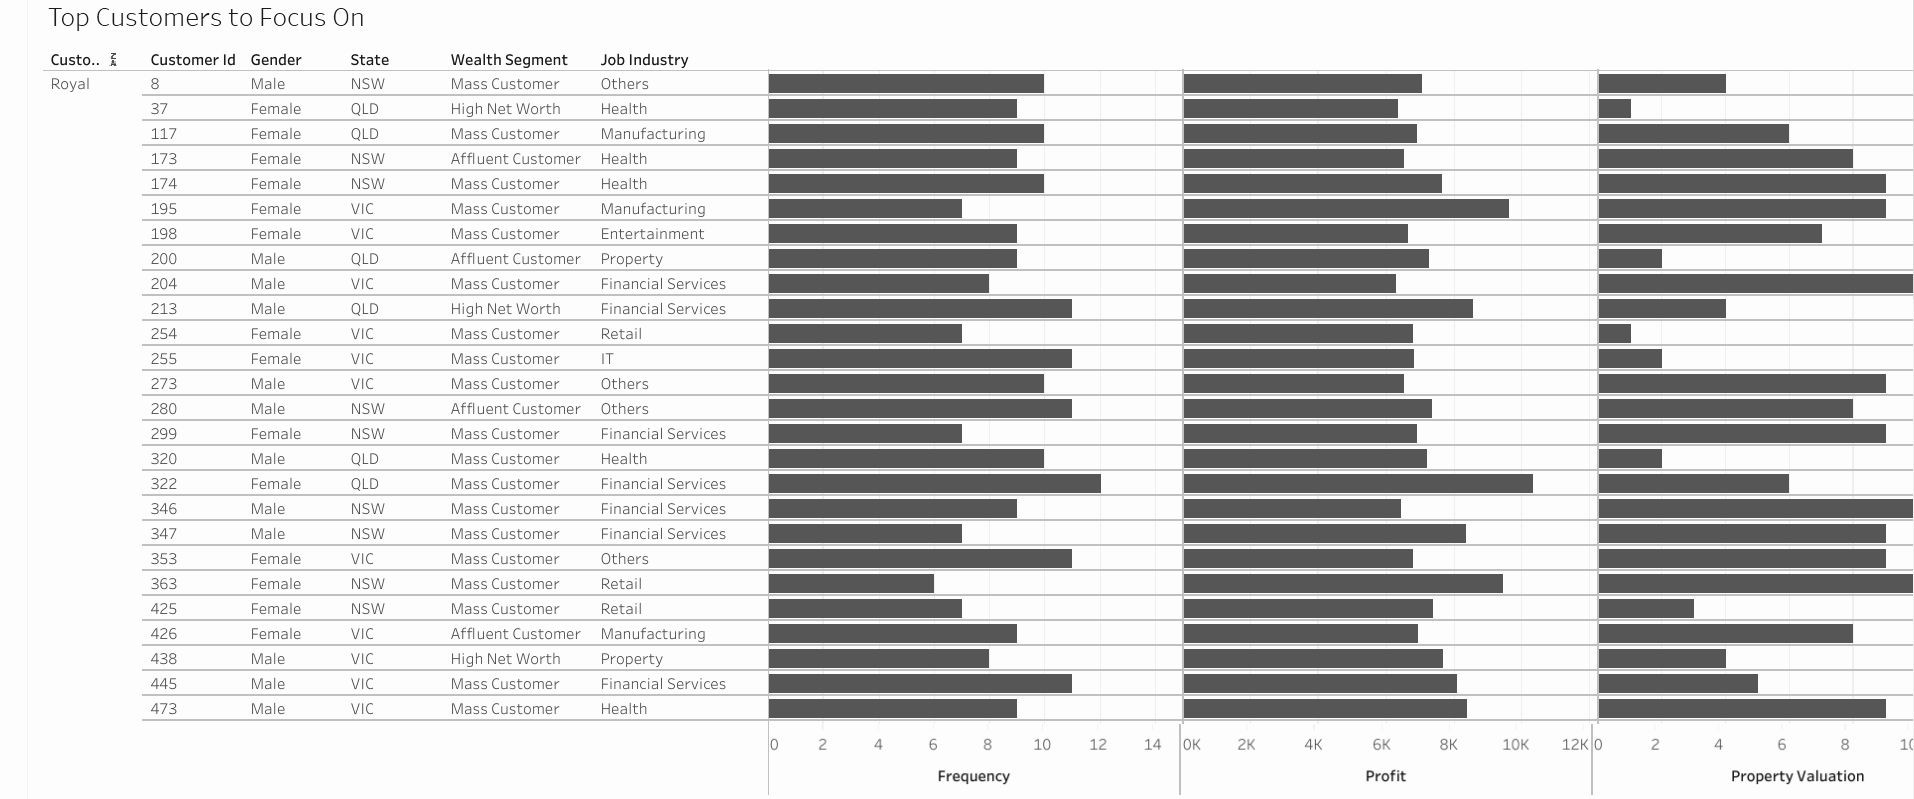 Top Customers to Focus On
Custo.. Customer Id Gender State Wealth Segment Job Industry
Royal 8 Male NSW Mass Customer Others
37 Female QLD High Net Worth Health
117 Female QLD Mass Customer Manufacturing
173 Female NSW Affluent Customer Health
174 Female NSW Mass Customer Health
195 Female VIC Mass Customer Manufacturing
198 Female VIC Mass Customer Entertainment
200 Male QLD Affluent Customer Property
204 Male VIC Mass Customer Financial Services
213 Male QLD High Net Worth Financial Services
254 Female VIC Mass Customer Retail
255 Female VIC Mass Customer IT
273 Male VIC Mass Customer Others
280 Male NSW Affluent Customer Others
299 Female NSW Mass Customer Financial Services
320 Male QLD Mass Customer Health
322 Female QLD Mass Customer Financial Services
346 Male NSW Mass Customer Financial Services
347 Male NSW Mass Customer Financial Services
353 Female VIC Mass Customer Others
363 Female NSW Mass Customer Retail
425 Female NSW Mass Customer Retail
426 Female VIC Affluent Customer Manufacturing
438 Male VIC High Net Worth Property
445 Male VIC Mass Customer Financial Services
473 Male VIC Mass Customer Health
0 2 4 6 8 10 12 14 0K 2K 4K 6K 8K 10K 12K 0 2 4 6 8
Frequency Profit Property Valuation